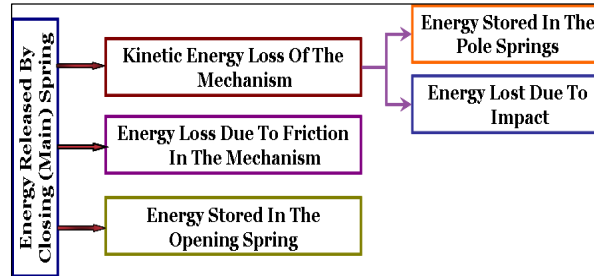 Energy Released By
Closing (Main) Spring
Kinetic Energy Loss Of The
Mechanism
Energy Stored In The
Pole Springs
Energy Lost Due To
Impact
Energy Loss Due To Friction
In The Mechanism
Energy Stored In The
Opening Spring